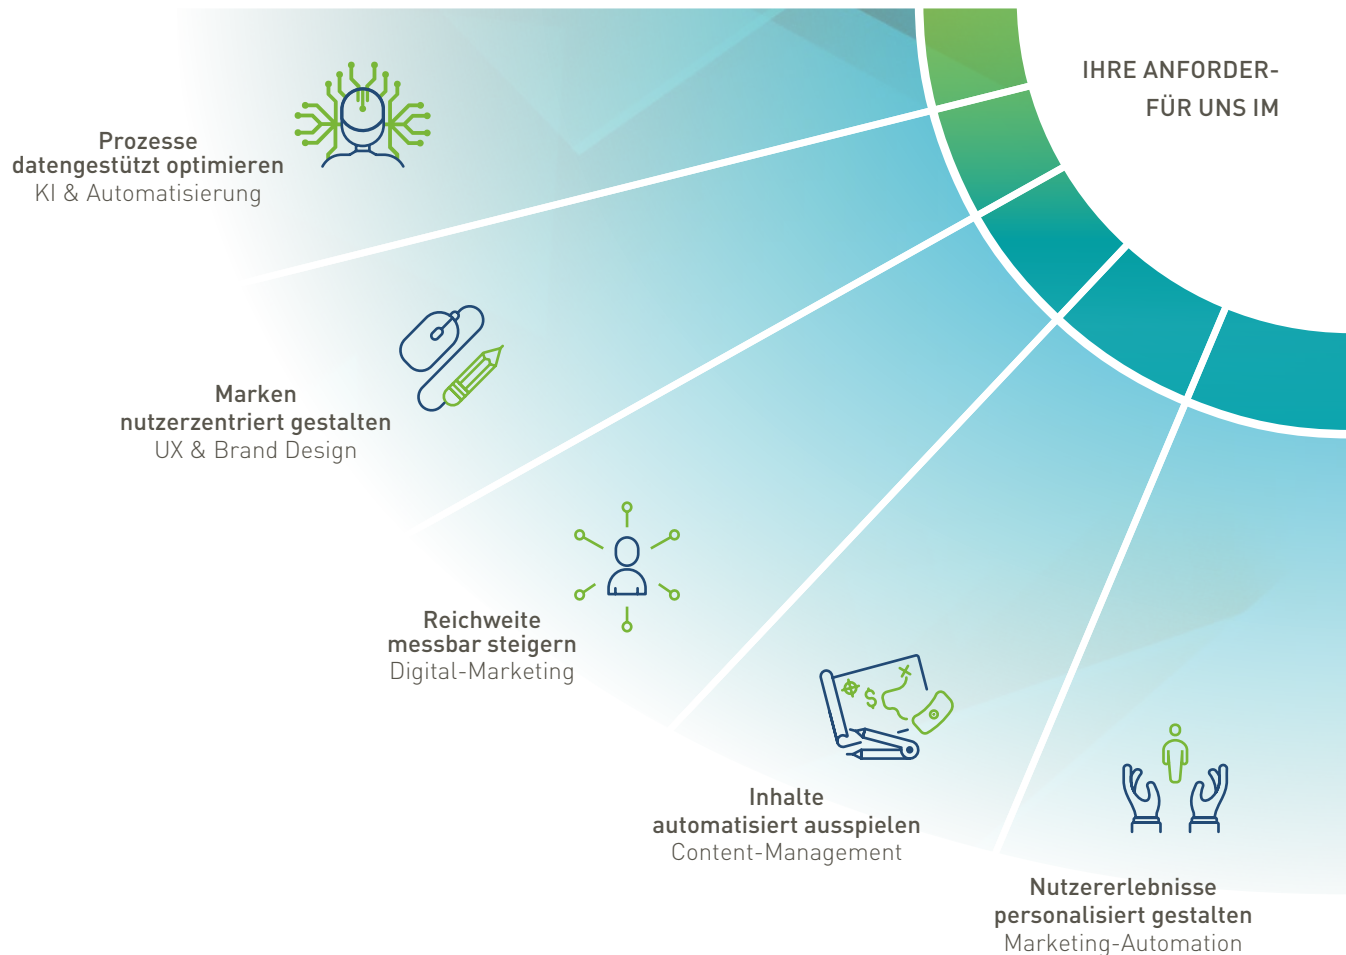 IHRE ANFORDER-
FÜR UNS IM
Prozesse
datengestützt optimieren
KI & Automatisierung
Marken
nutzerzentriert gestalten
UX & Brand Design
Reichweite
messbar steigern
Digital-Marketing
Inhalte
automatisiert ausspielen
Content-Management
Nutzererlebnisse
personalisiert gestalten
Marketing-Automation